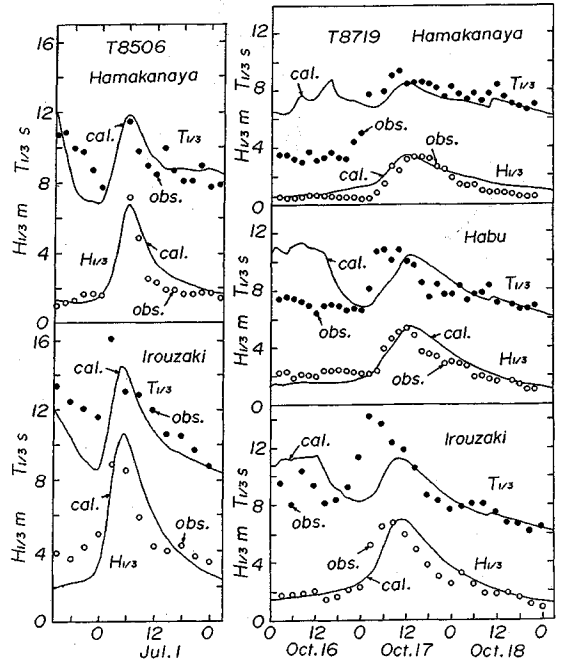 T8506
Hamakanaya
T1/3 s
H1/3 m
16
12
8
4
0
cal.
T1/3
obs.
H1/3
cal.
obs.
Irouzaki
T1/3 s
H1/3 m
16
12
8
4
0
cal.
T1/3
obs.
cal.
obs.
H1/3
0 12 0
Jul.1
T8719 Hamakanaya
T1/3 s
H1/3 m
12
8
4
0
cal.
T1/3
obs.
cal.
H1/3
Habu
T1/3 s
H1/3 m
8
4
0
cal.
T1/3
obs.
cal.
H1/3
obs.
Irouzaki
T1/3 s
H1/3 m
12
8
4
0
cal.
T1/3
obs.
obs.
H1/3
cal.
0 12 0 12 0 12 0
Oct.16 Oct.17 Oct.18